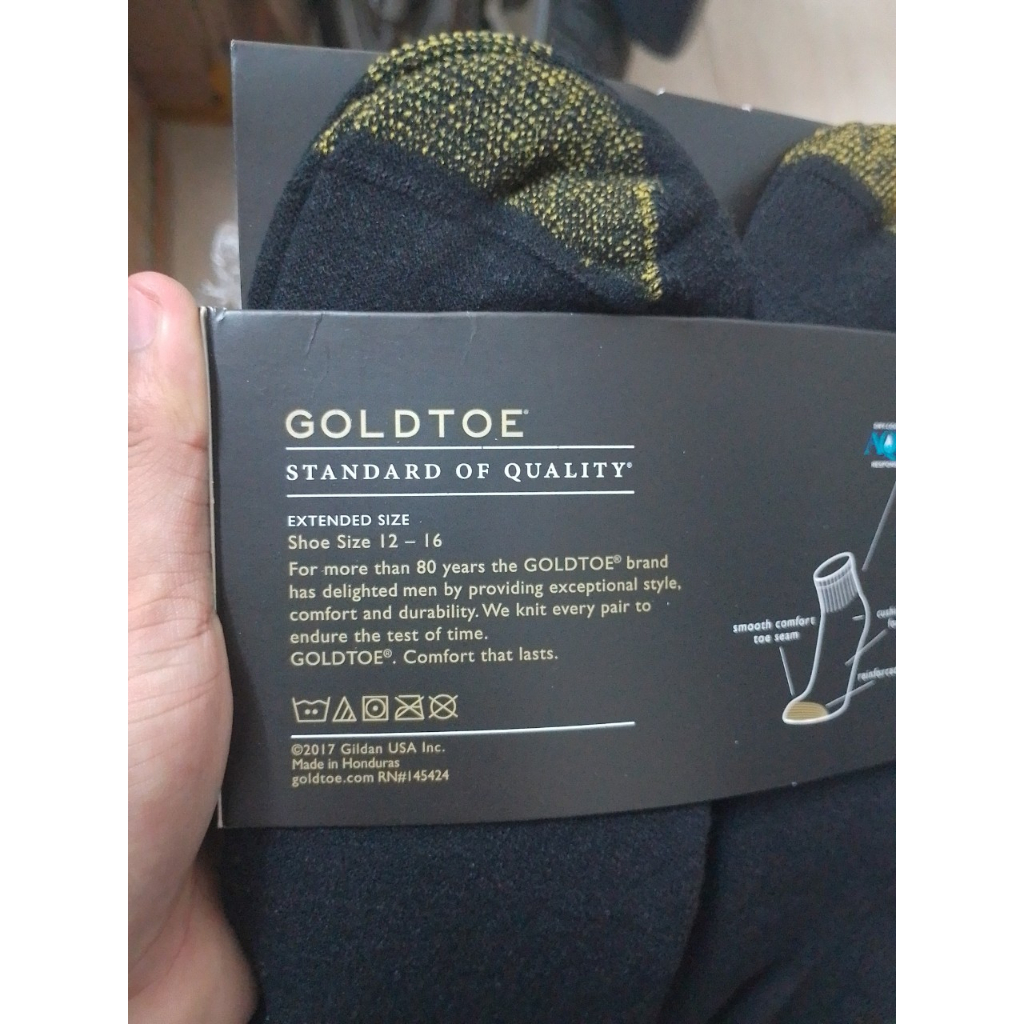 GOLDTOE®
STANDARD OF QUALITY®
EXTENDED SIZE
Shoe Size 12 – 16
For more than 80 years the GOLDTOE® brand
has delighted men by providing exceptional style,
comfort and durability. We knit every pair to
endure the test of time.
GOLDTOE®. Comfort that lasts.
©2017 Gildan USA Inc.
Made in Honduras
goldtoe.com RN#145424
smooth comfort
toe seam